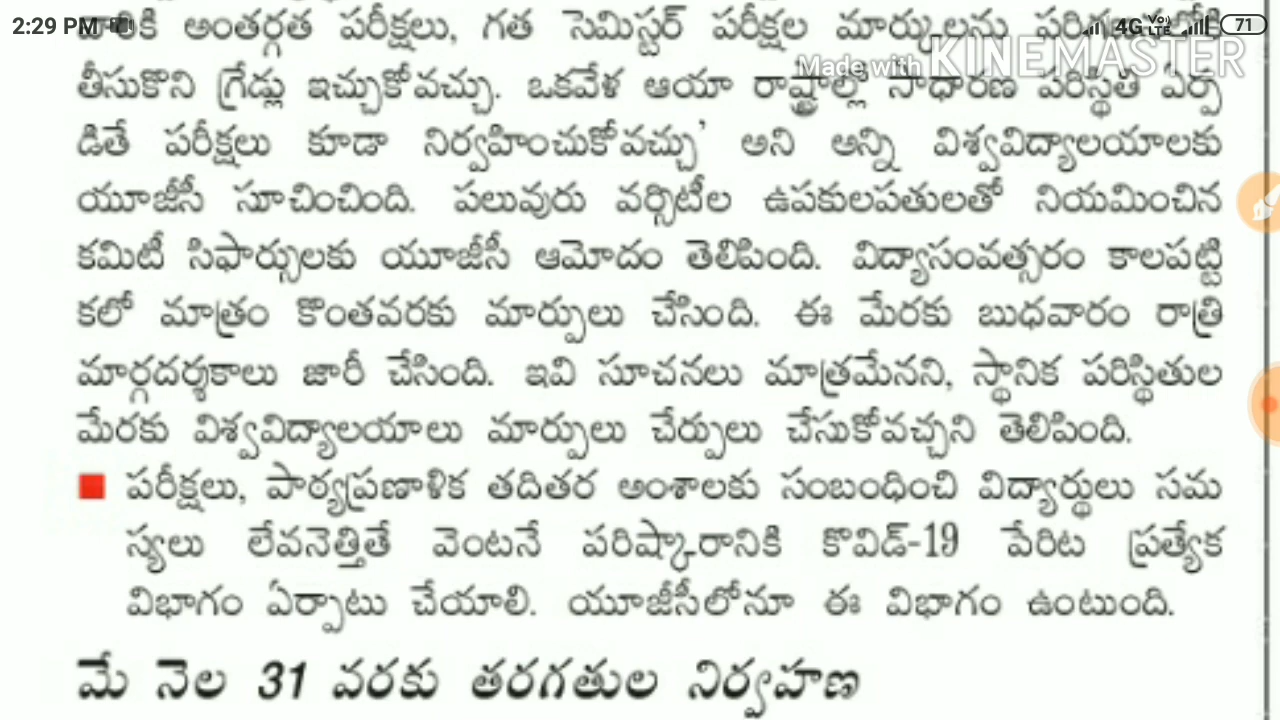 2:29 PM
4G Vo LTE
71
Made with KINEMASTER
అంతర్గత పరీక్షలు, గత సెమిస్టర్ పరీక్షల మార్కులను
తీసుకొని గ్రేడ్లు ఇచ్చుకోవచ్చు. ఒకవేళ ఆయా రాష్ట్రాల్లో సాధారణ పరిస్థితి ఏర్ప
డితే పరీక్షలు కూడా నిర్వహించుకోవచ్చు' అని అన్ని విశ్వవిద్యాలయాలకు
యూజీసీ సూచించింది. పలువురు వర్సిటీల ఉపకులపతులతో నియమించిన
కమిటీ సిఫార్సులకు యూజీసీ ఆమోదం తెలిపింది. విద్యాసంవత్సరం కాలపట్టి
కలో మాత్రం కొంతవరకు మార్పులు చేసింది. ఈ మేరకు బుధవారం రాత్రి
మార్గదర్శకాలు జారీ చేసింది. ఇవి సూచనలు మాత్రమేనని, స్థానిక పరిస్థితుల
మేరకు విశ్వవిద్యాలయాలు మార్పులు చేర్పులు చేసుకోవచ్చని తెలిపింది.
పరీక్షలు, పాఠ్యప్రణాళిక తదితర అంశాలకు సంబంధించి విద్యార్థులు సమ
స్యలు లేవనెత్తితే వెంటనే పరిష్కారానికి కొవిడ్-19 పేరిట ప్రత్యేక
విభాగం ఏర్పాటు చేయాలి. యూజీసీలోనూ ఈ విభాగం ఉంటుంది.
మే నెల 31 వరకు తరగతుల నిర్వహణ